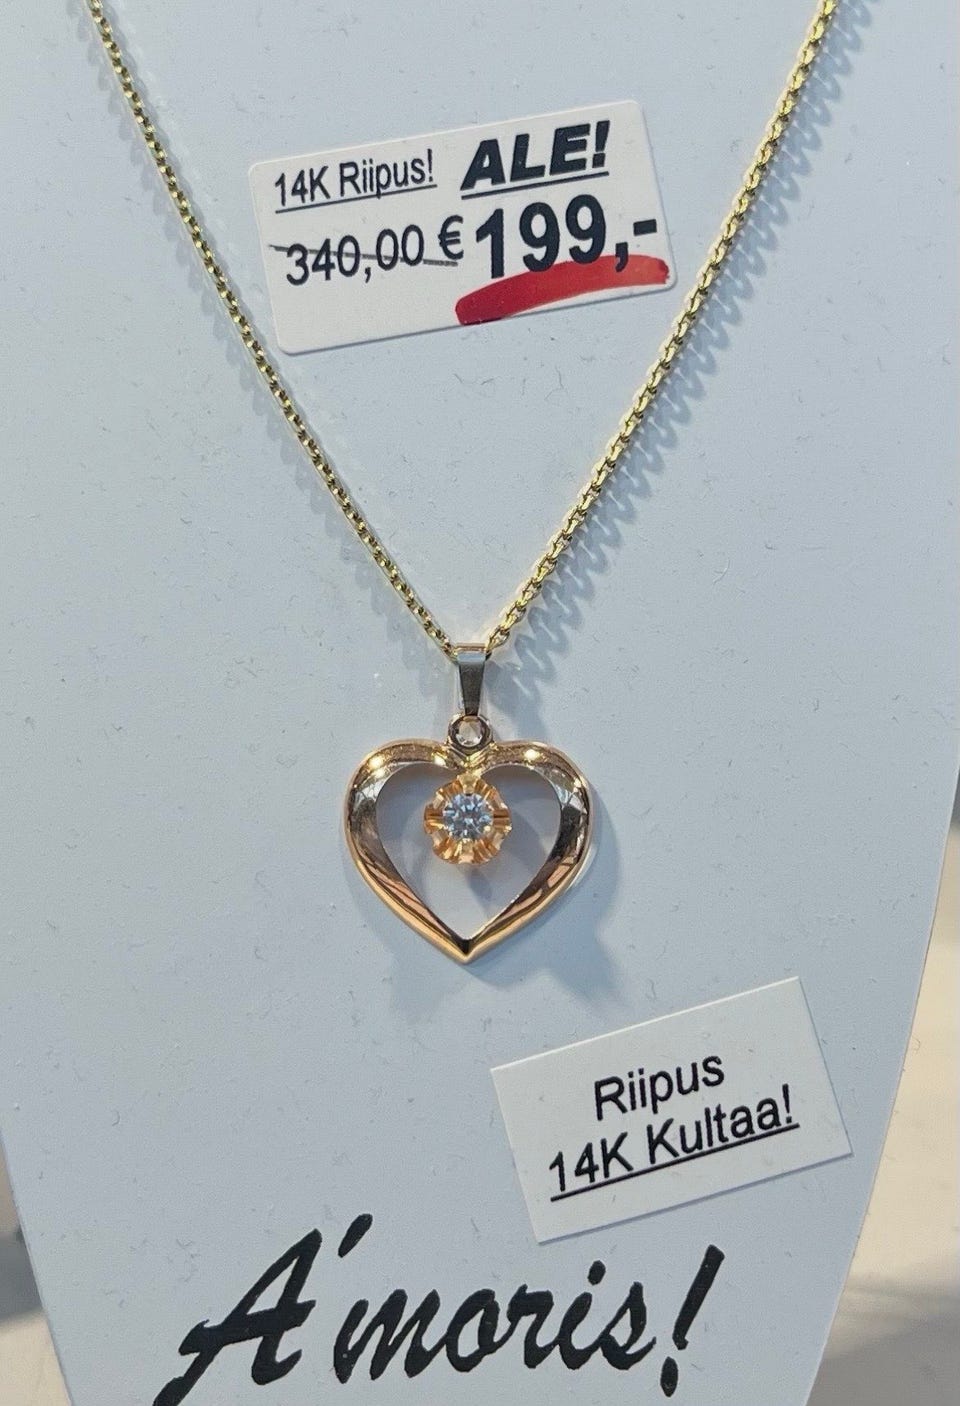 14K Riipus! ALE!
340,00 € 199,-
Riipus
14K Kultaa!
A'moris!